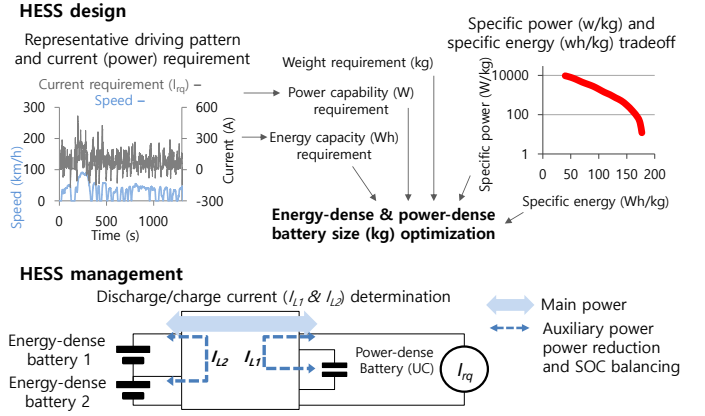 HESS design
Representative driving pattern
and current (power) requirement
Current requirement (Irq) –
Speed –
300
200
100
0
600
300
0
-300
Speed (km/h)
Current (A)
0
500
1000
Time (s)
Weight requirement (kg)
Power capability (W)
requirement
Energy capacity (Wh)
requirement
Energy-dense & power-dense
battery size (kg) optimization
Specific power (w/kg) and
specific energy (wh/kg) tradeoff
Specific power (W/kg)
10000
100
1
0
50
100
150
200
Specific energy (Wh/kg)
HESS management
Discharge/charge current (IL1 & IL2) determination
Energy-dense
battery 1
Energy-dense
battery 2
IL2
IL1
Power-dense
Battery (UC)
Irq
Main power
Auxiliary power
power reduction
and SOC balancing